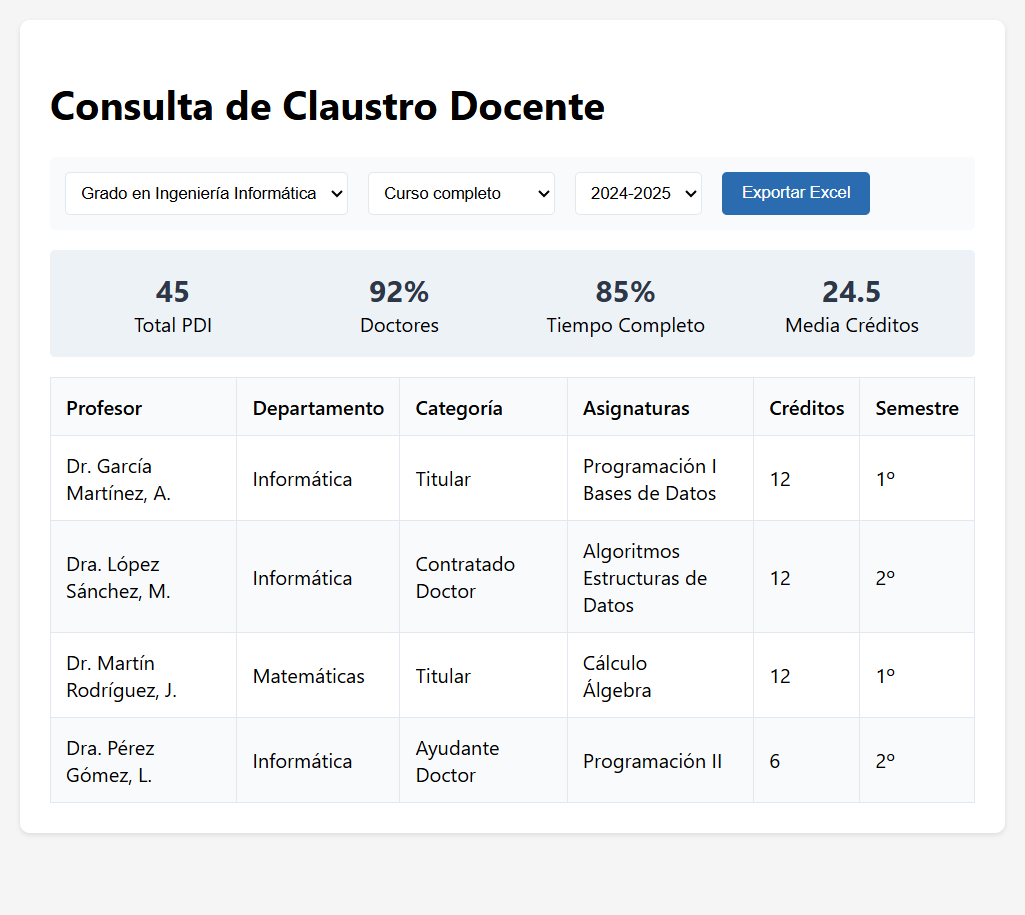 Consulta de Claustro Docente
Grado en Ingeniería Informática Curso completo 2024-2025 Exportar Excel
45 92% 85% 24.5
Total PDI Doctores Tiempo Completo Media Créditos
Profesor Departamento Categoría Asignaturas Créditos Semestre
Dr. García
Martínez, A.
Informática
Titular
Programación I
Bases de Datos
12
1º
Dra. López
Sánchez, M.
Informática
Contratado
Doctor
Algoritmos
Estructuras de
Datos
12
2º
Dr. Martín
Rodríguez, J.
Matemáticas
Titular
Cálculo
Álgebra
12
1º
Dra. Pérez
Gómez, L.
Informática
Ayudante
Doctor
Programación II
6
2º